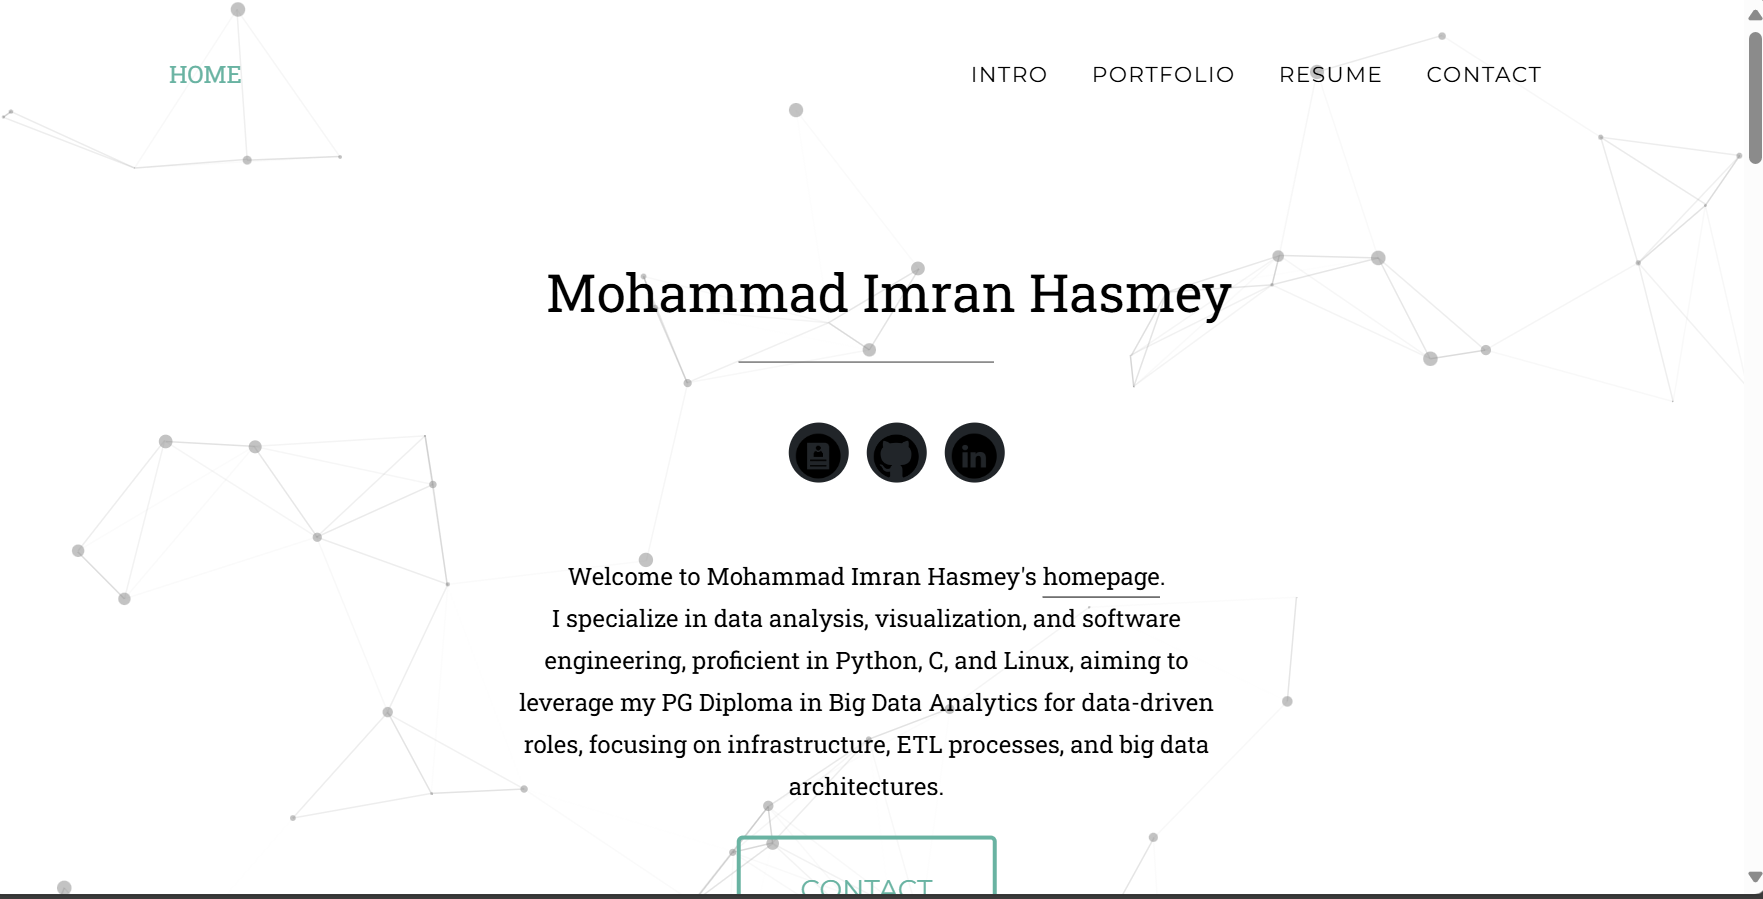 HOME
INTRO PORTFOLIO RESUME CONTACT
Mohammad Imran Hasmey
in
Welcome to Mohammad Imran Hasmey's homepage.
I specialize in data analysis, visualization, and software
engineering, proficient in Python, C, and Linux, aiming to
leverage my PG Diploma in Big Data Analytics for data-driven
roles, focusing on infrastructure, ETL processes, and big data
architectures.
CONTACT